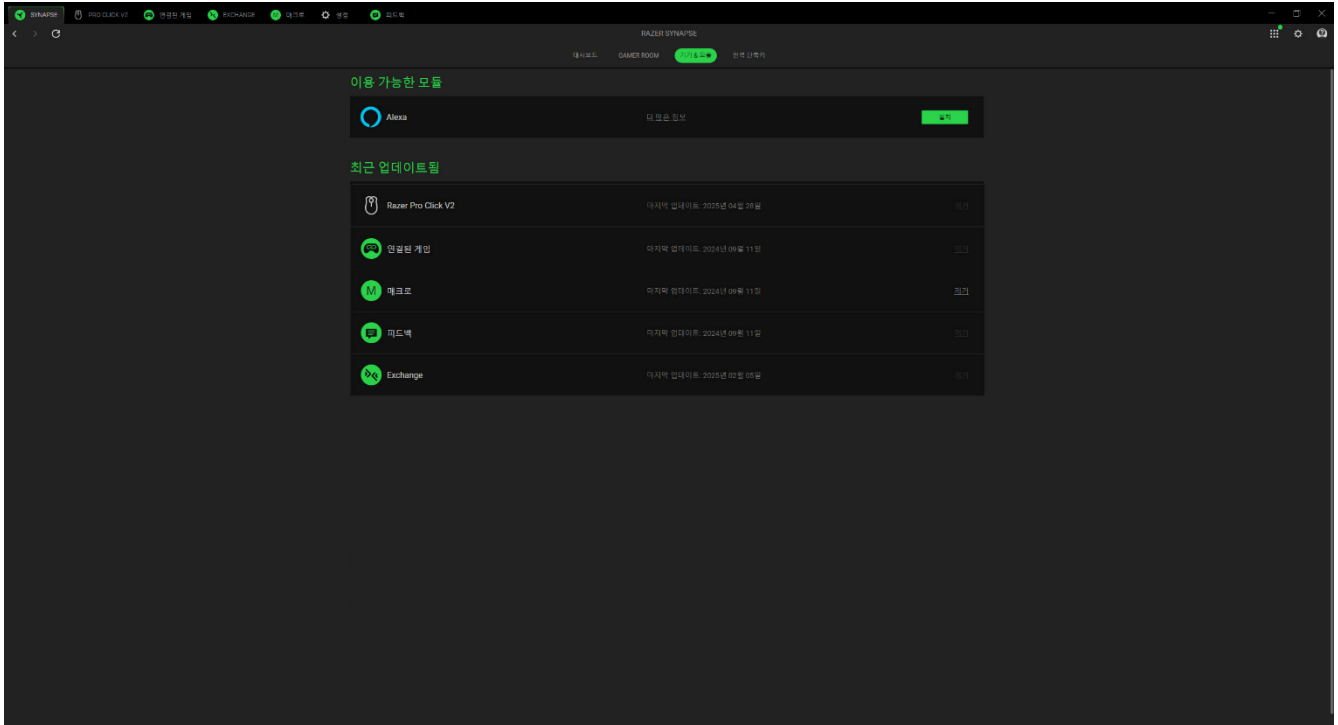 SYNAPSE PRO CLICK V2 연결된 게임 EXCHANGE 매크로 설정 피드백
RAZER SYNAPSE
대시보드 GAMER ROOM 기기 & 모듈 전역 단축키
이용 가능한 모듈
Alexa 더 많은 정보 설치
최근 업데이트됨
Razer Pro Click V2 마지막 업데이트: 2025년 04월 28일 제거
연결된 게임 마지막 업데이트: 2024년 09월 11일 제거
M 매크로 마지막 업데이트: 2024년 09월 11일 제거
피드백 마지막 업데이트: 2024년 09월 11일 제거
Exchange 마지막 업데이트: 2025년 02월 05일 제거